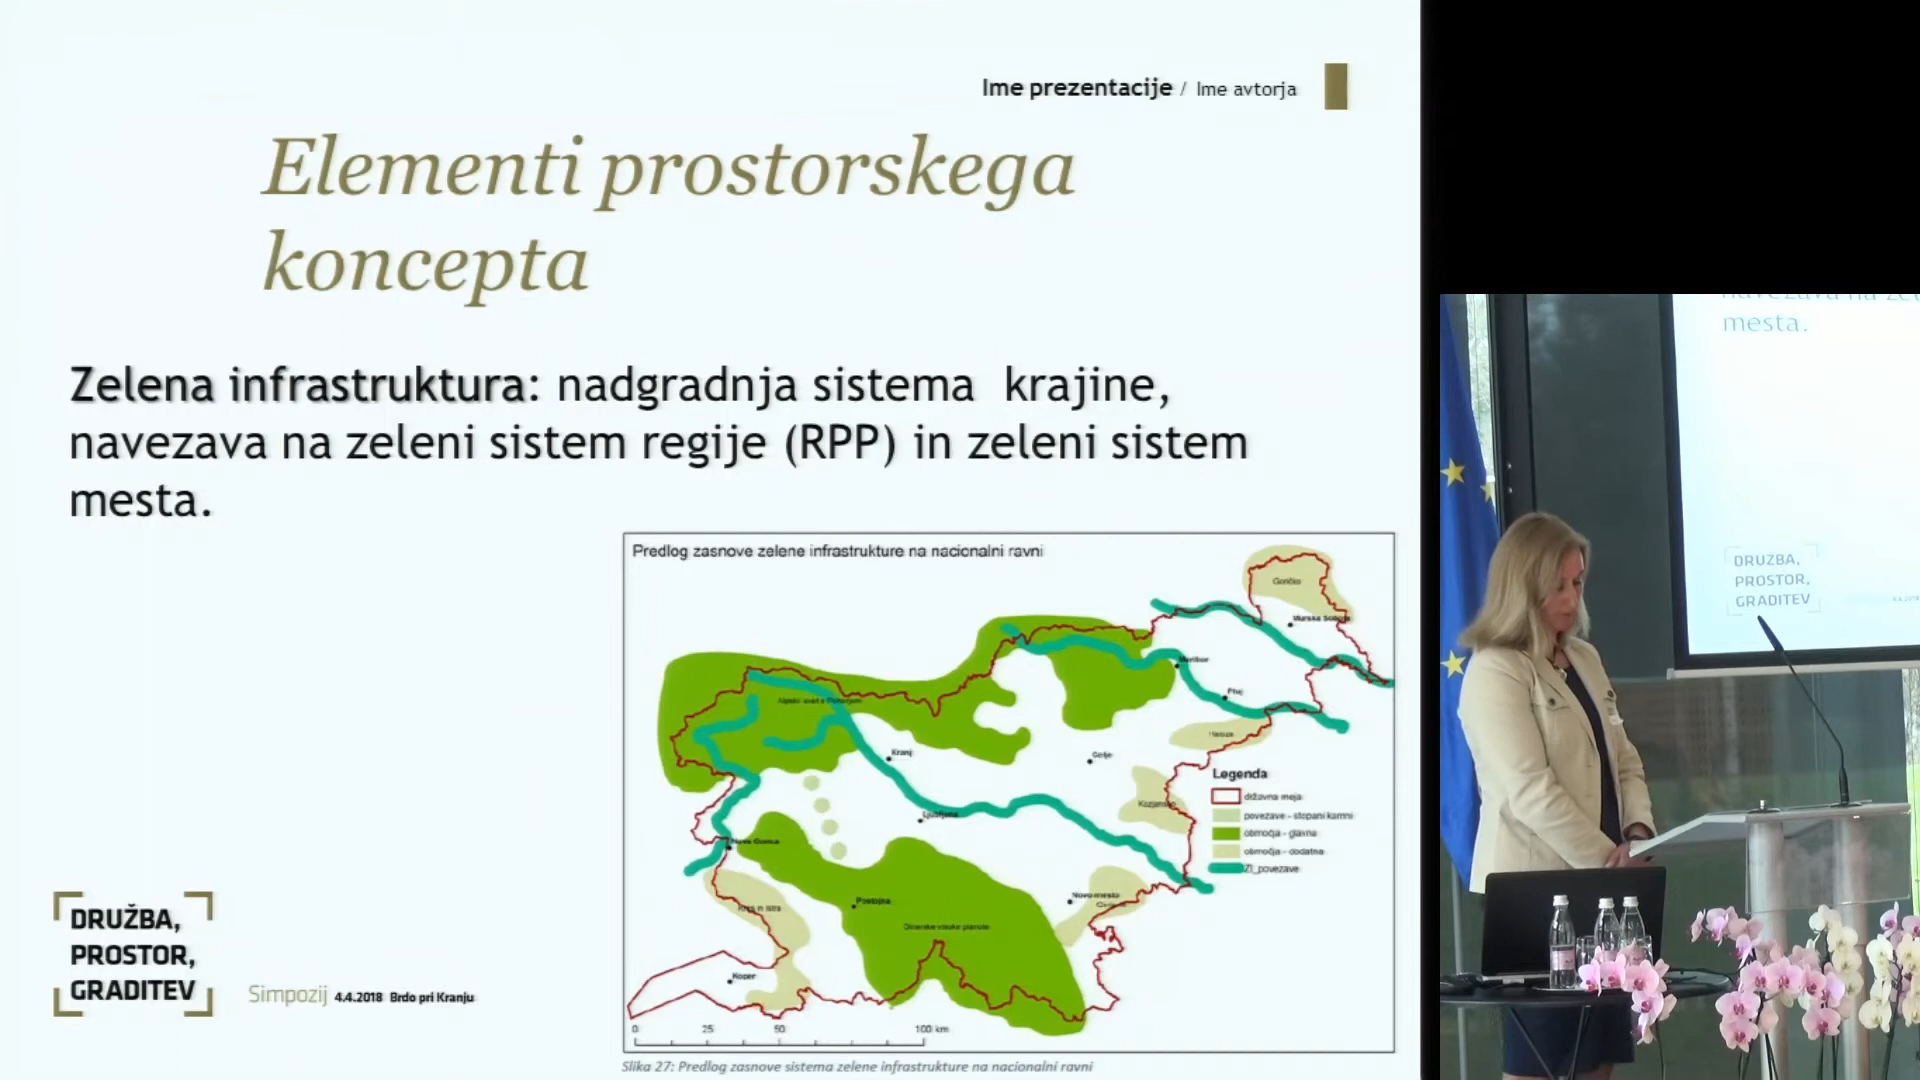 Ime prezentacije / Ime avtorja
Elementi prostorskega
koncepta
Zelena infrastruktura: nadgradnja sistema krajine,
navezava na zeleni sistem regije (RPP) in zeleni sistem
mesta.
Predlog zasnove zelene infrastrukture na nacionalni ravni
Goričko
Murska Sobota
Maribor
Ptuj
Haloze
Kranj
Celje
Kozjansko
Ljubljana
Nova Gorica
Kras in Istra
Postojna
Novo mesto
Dinarske visoke planote
Koper
Legenda
državna meja
povezave - stopani kamni
območja - glavna
območja - dodatna
ZI_povezave
0 25 50 100 km
Slika 27: Predlog zasnove sistema zelene infrastrukture na nacionalni ravni
DRUŽBA,
PROSTOR,
GRADITEV
Simpozij 4.4.2018 Brdo pri Kranju
mesta.
DRUŽBA,
PROSTOR,
GRADITEV